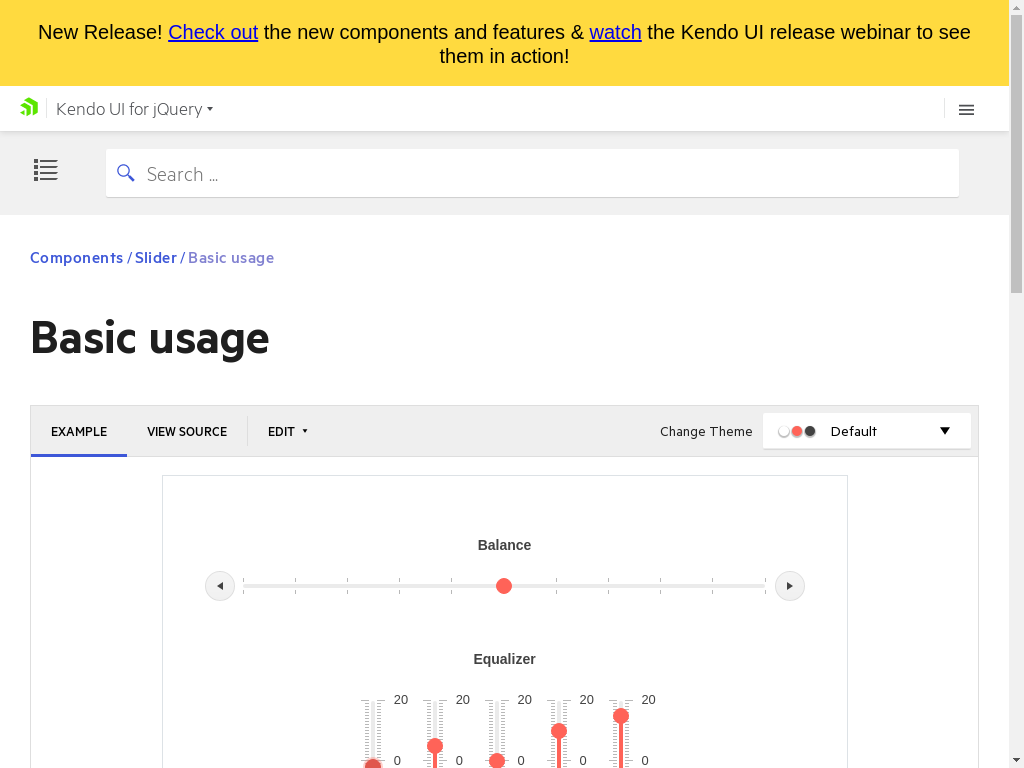 New Release! Check out the new components and features & watch the Kendo UI release webinar to see
them in action!
Kendo UI for jQuery
Search ...
Components / Slider / Basic usage
Basic usage
EXAMPLE VIEW SOURCE EDIT Change Theme Default
Balance
Equalizer
20 20 20 20 20
0 0 0 0 0